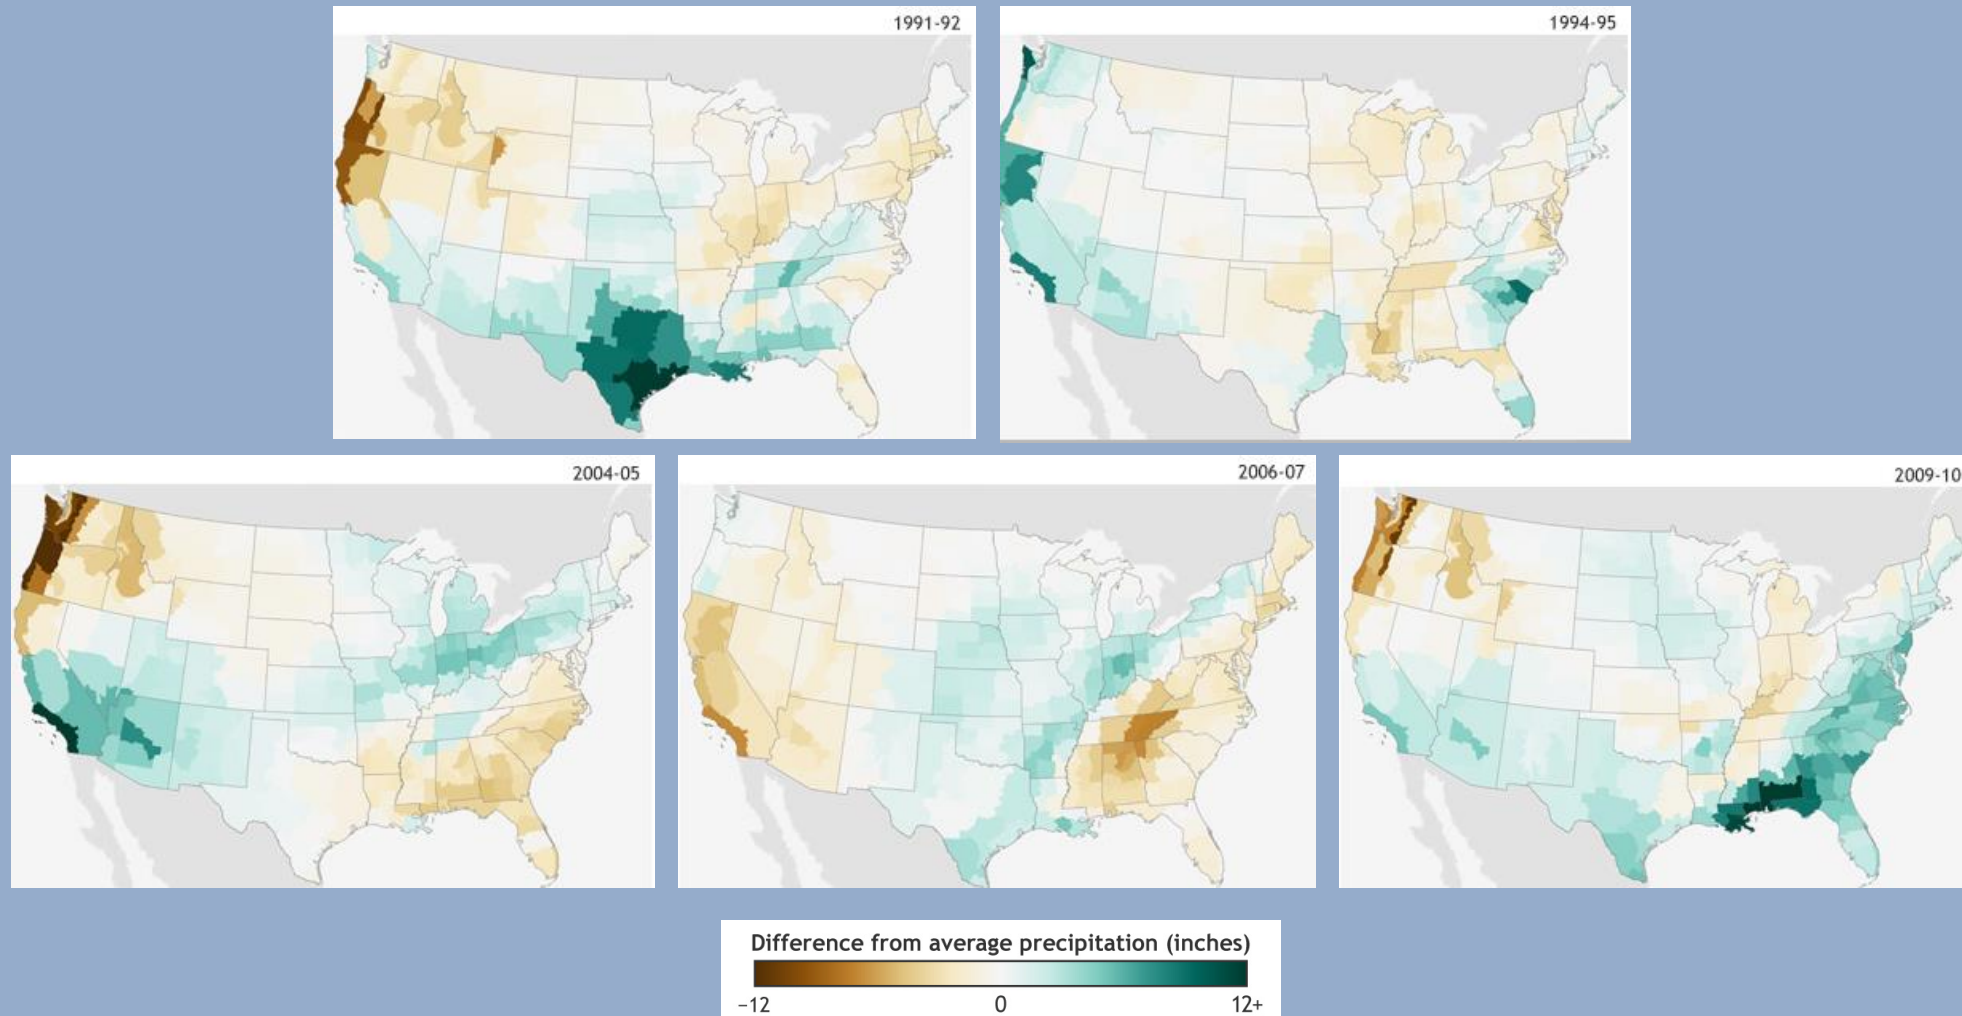 1991-92
1994-95
2004-05
2006-07
2009-10
Difference from average precipitation (inches)
−12 0 12+